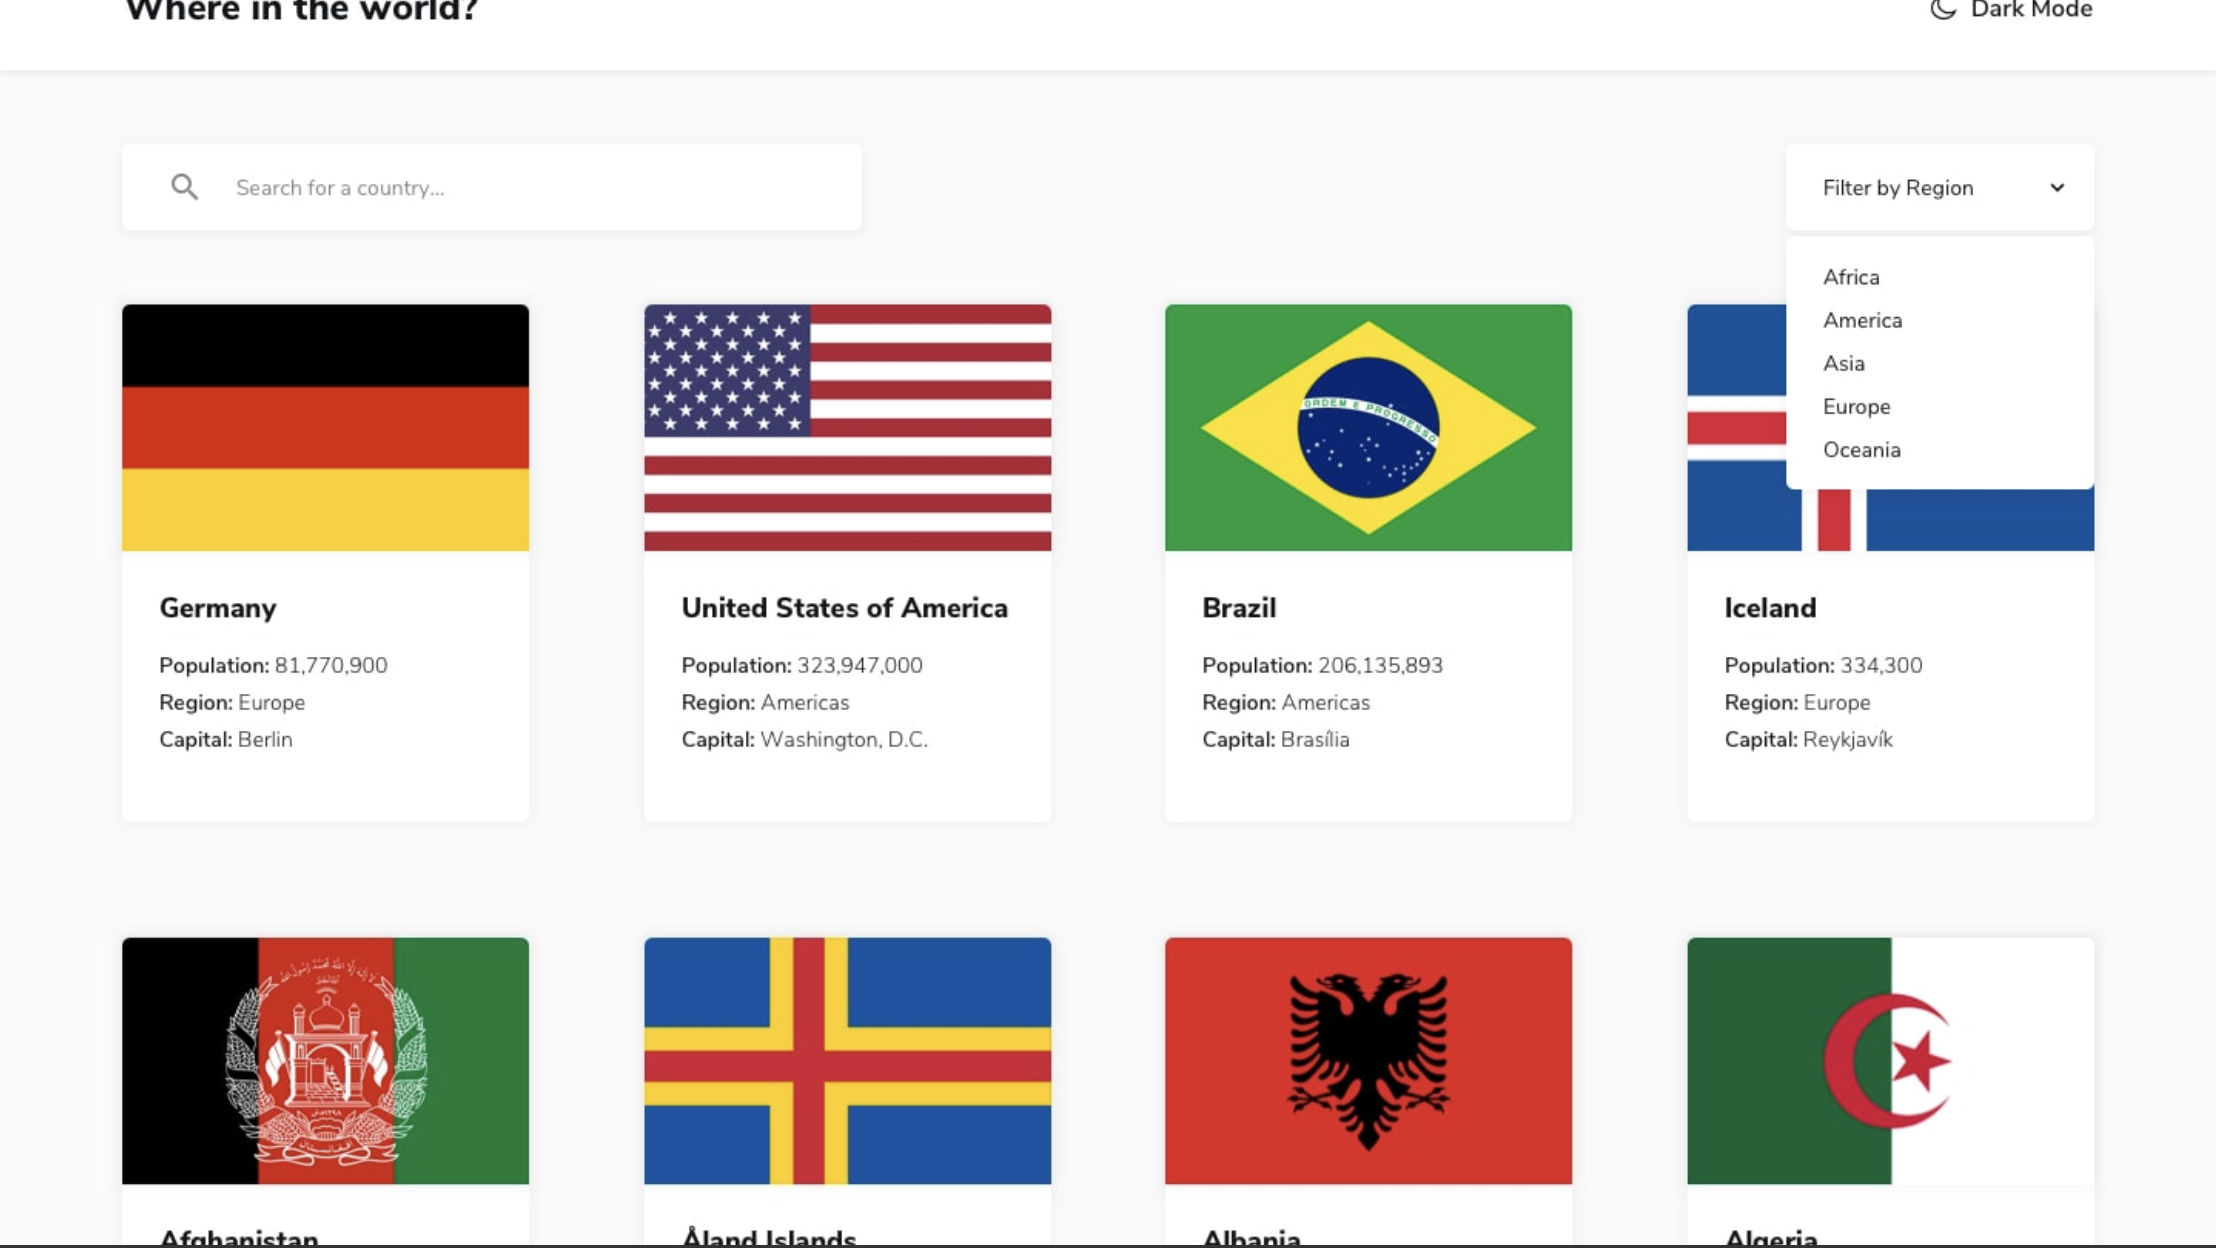 Where in the world?
Dark Mode
Search for a country...
Filter by Region
Africa
America
Asia
Europe
Oceania
ORDEM E PROGRESSO
Germany
Population: 81,770,900
Region: Europe
Capital: Berlin
United States of America
Population: 323,947,000
Region: Americas
Capital: Washington, D.C.
Brazil
Population: 206,135,893
Region: Americas
Capital: Brasília
Iceland
Population: 334,300
Region: Europe
Capital: Reykjavík
Afghanistan
Åland Islands
Albania
Algeria